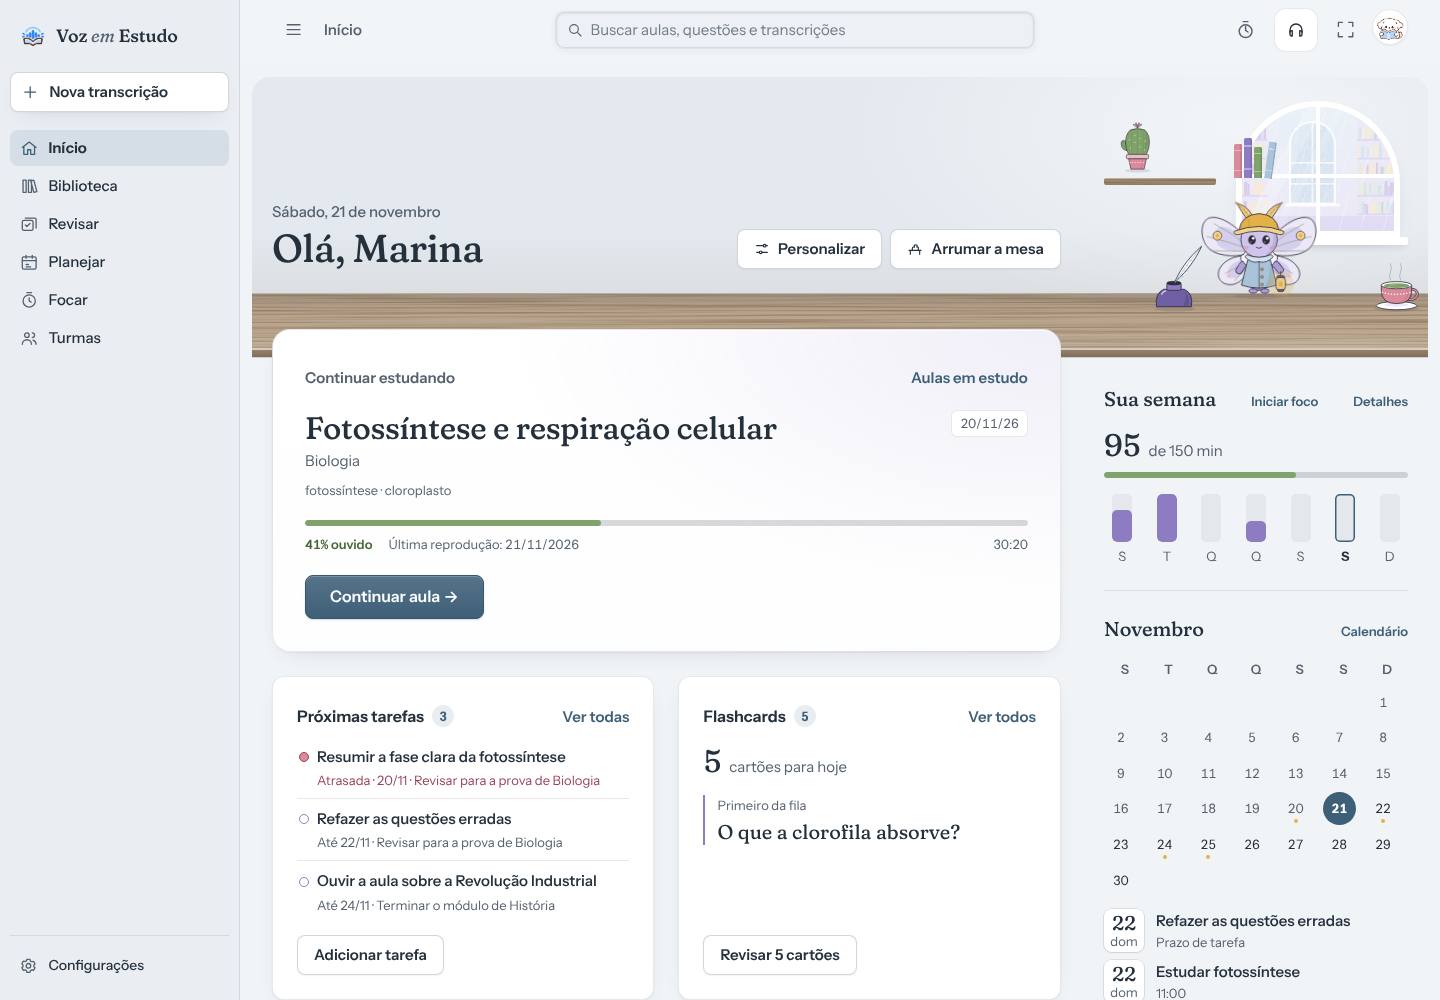 Voz em Estudo
Nova transcrição
Início
Biblioteca
Revisar
Planejar
Focar
Turmas
Configurações
Início
Buscar aulas, questões e transcrições
Sábado, 21 de novembro
Olá, Marina
Personalizar
Arrumar a mesa
Continuar estudando
Aulas em estudo
Fotossíntese e respiração celular
20/11/26
Biologia
fotossíntese · cloroplasto
41% ouvido Última reprodução: 21/11/2026 30:20
Continuar aula →
Próximas tarefas 3 Ver todas
Resumir a fase clara da fotossíntese
Atrasada · 20/11 · Revisar para a prova de Biologia
Refazer as questões erradas
Até 22/11 · Revisar para a prova de Biologia
Ouvir a aula sobre a Revolução Industrial
Até 24/11 · Terminar o módulo de História
Adicionar tarefa
Flashcards 5 Ver todos
5 cartões para hoje
Primeiro da fila
O que a clorofila absorve?
Revisar 5 cartões
Sua semana Iniciar foco Detalhes
95 de 150 min
S T Q Q S S D
Novembro Calendário
S T Q Q S S D
1
2 3 4 5 6 7 8
9 10 11 12 13 14 15
16 17 18 19 20 21 22
23 24 25 26 27 28 29
30
22 dom
Refazer as questões erradas
Prazo de tarefa
22 dom
Estudar fotossíntese
11:00